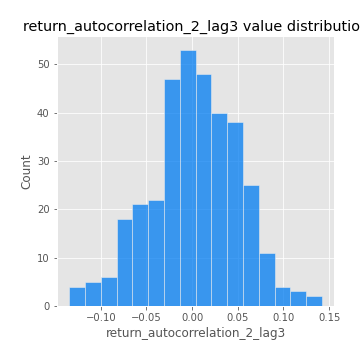 return_autocorrelation_2_lag3 value distributio
Count
50
40
30
20
10
0
−0.10 −0.05 0.00 0.05 0.10 0.15
return_autocorrelation_2_lag3